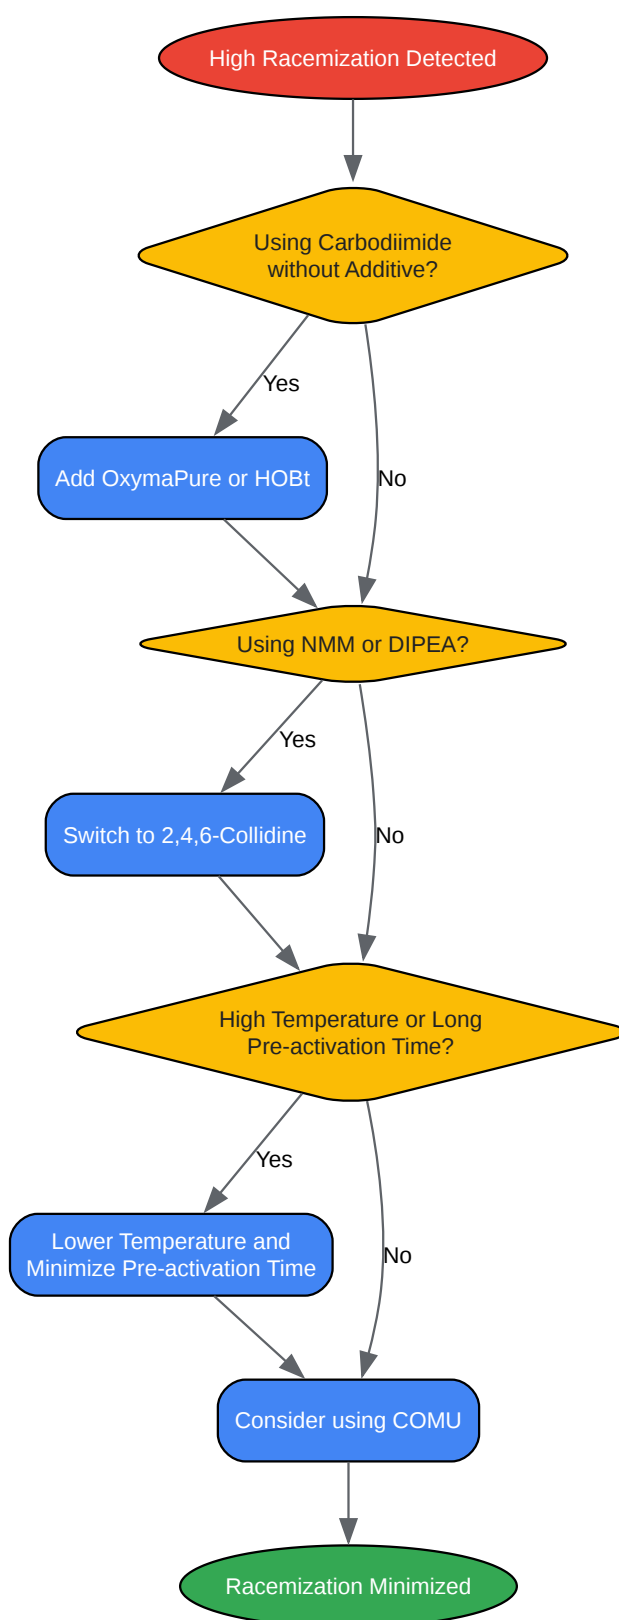 High Racemization Detected
Using Carbodiimide
without Additive?
Yes
Add OxymaPure or HOBt
No
Using NMM or DIPEA?
Yes
Switch to 2,4,6-Collidine
No
High Temperature or Long
Pre-activation Time?
Yes
Lower Temperature and
Minimize Pre-activation Time
No
Consider using COMU
Racemization Minimized